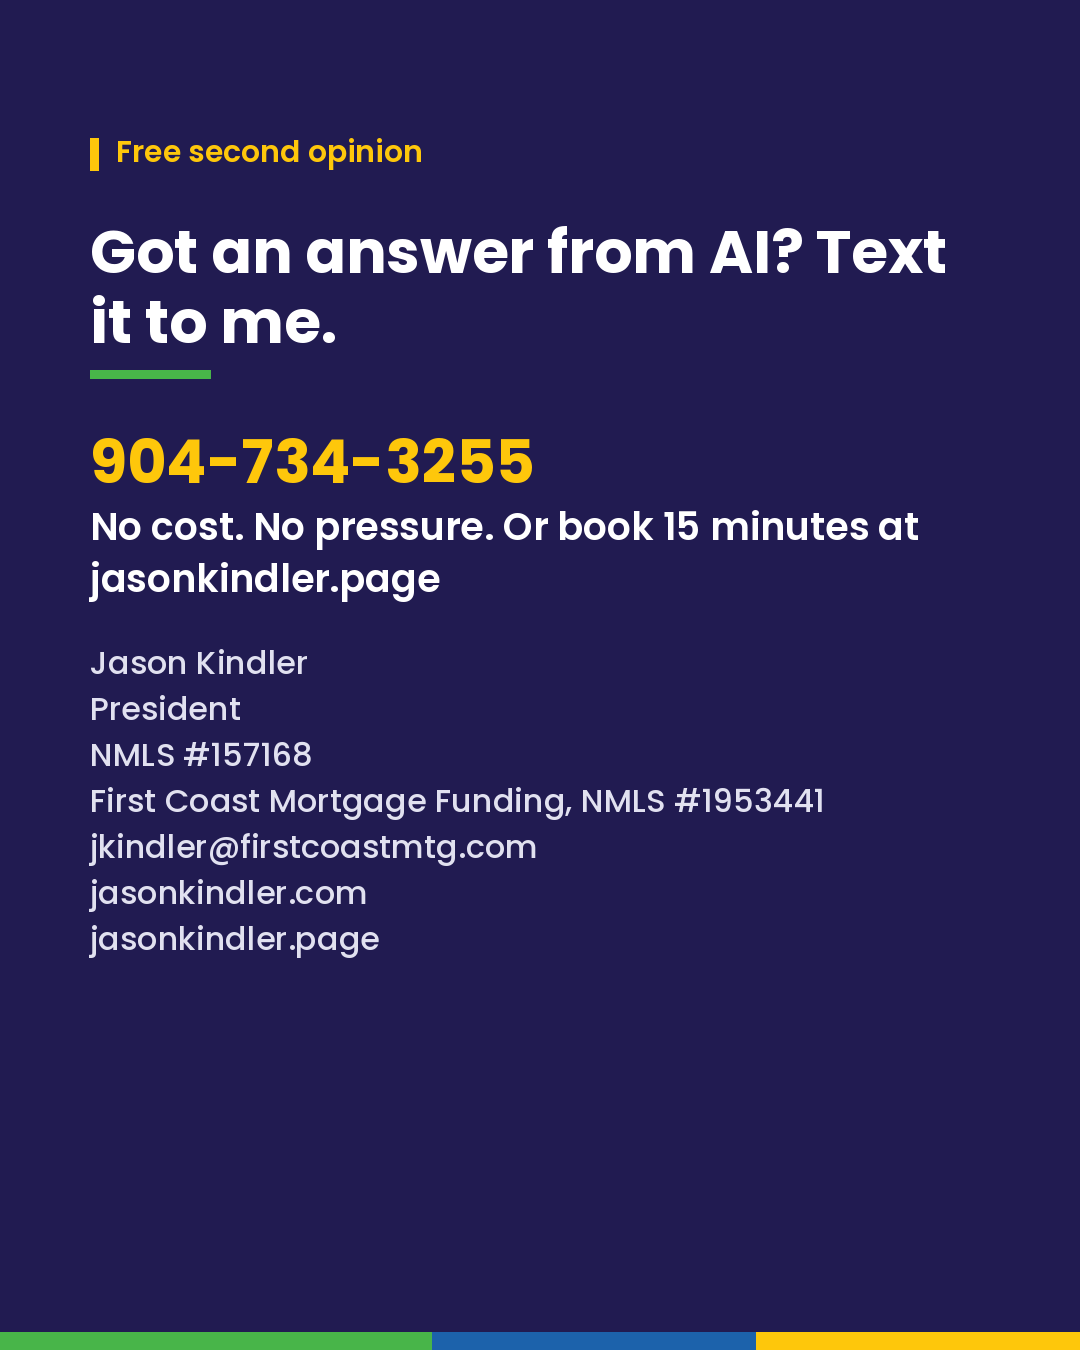 Free second opinion
Got an answer from AI? Text
it to me.
904-734-3255
No cost. No pressure. Or book 15 minutes at
jasonkindler.page
Jason Kindler
President
NMLS #157168
First Coast Mortgage Funding, NMLS #1953441
jkindler@firstcoastmtg.com
jasonkindler.com
jasonkindler.page